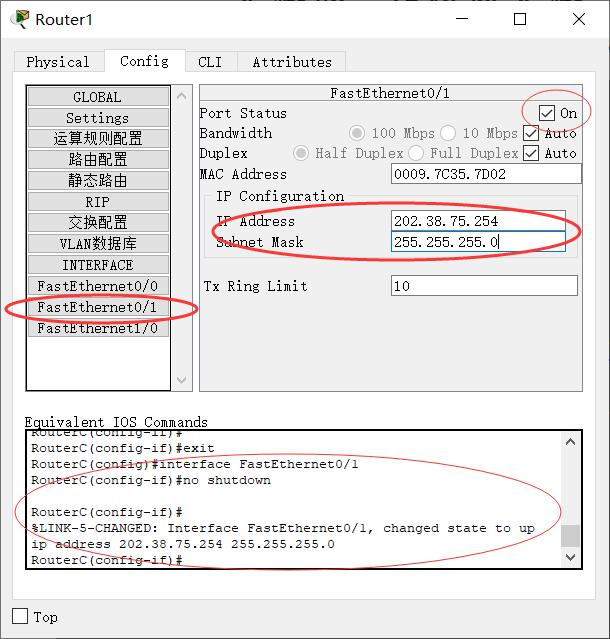 Router1
Physical Config CLI Attributes
GLOBAL
Settings
运算规则配置
路由配置
静态路由
RIP
交换配置
VLAN数据库
INTERFACE
FastEthernet0/0
FastEthernet0/1
FastEthernet1/0
FastEthernet0/1
Port Status On
Bandwidth 100 Mbps 10 Mbps Auto
Duplex Half Duplex Full Duplex Auto
MAC Address 0009.7C35.7D02
IP Configuration
IP Address 202.38.75.254
Subnet Mask 255.255.255.0
Tx Ring Limit 10
Equivalent IOS Commands
RouterC(config-if)#
RouterC(config-if)#exit
RouterC(config)#interface FastEthernet0/1
RouterC(config-if)#no shutdown
RouterC(config-if)#
%LINK-5-CHANGED: Interface FastEthernet0/1, changed state to up
ip address 202.38.75.254 255.255.255.0
RouterC(config-if)#
Top